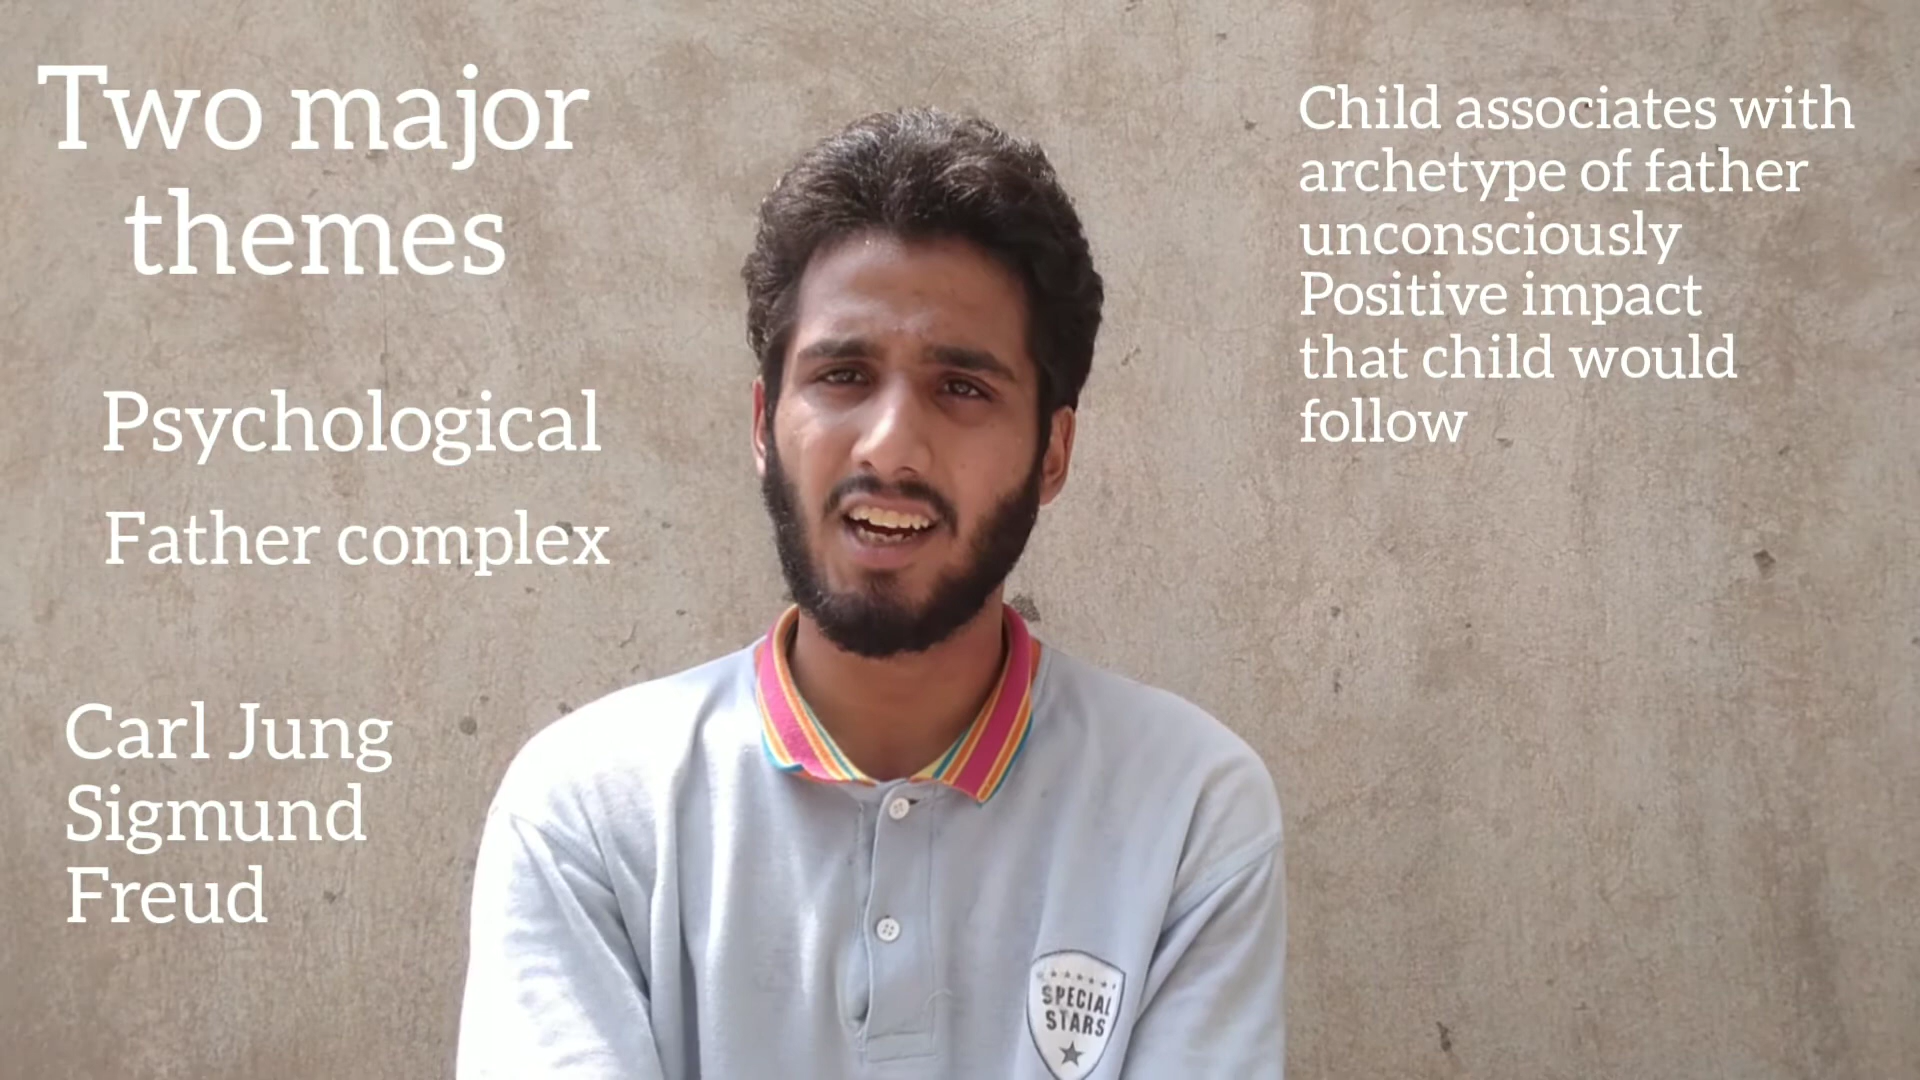 Two major
themes
Psychological
Father complex
Carl Jung
Sigmund
Freud
Child associates with
archetype of father
unconsciously
Positive impact
that child would
follow
SPECIAL
STARS